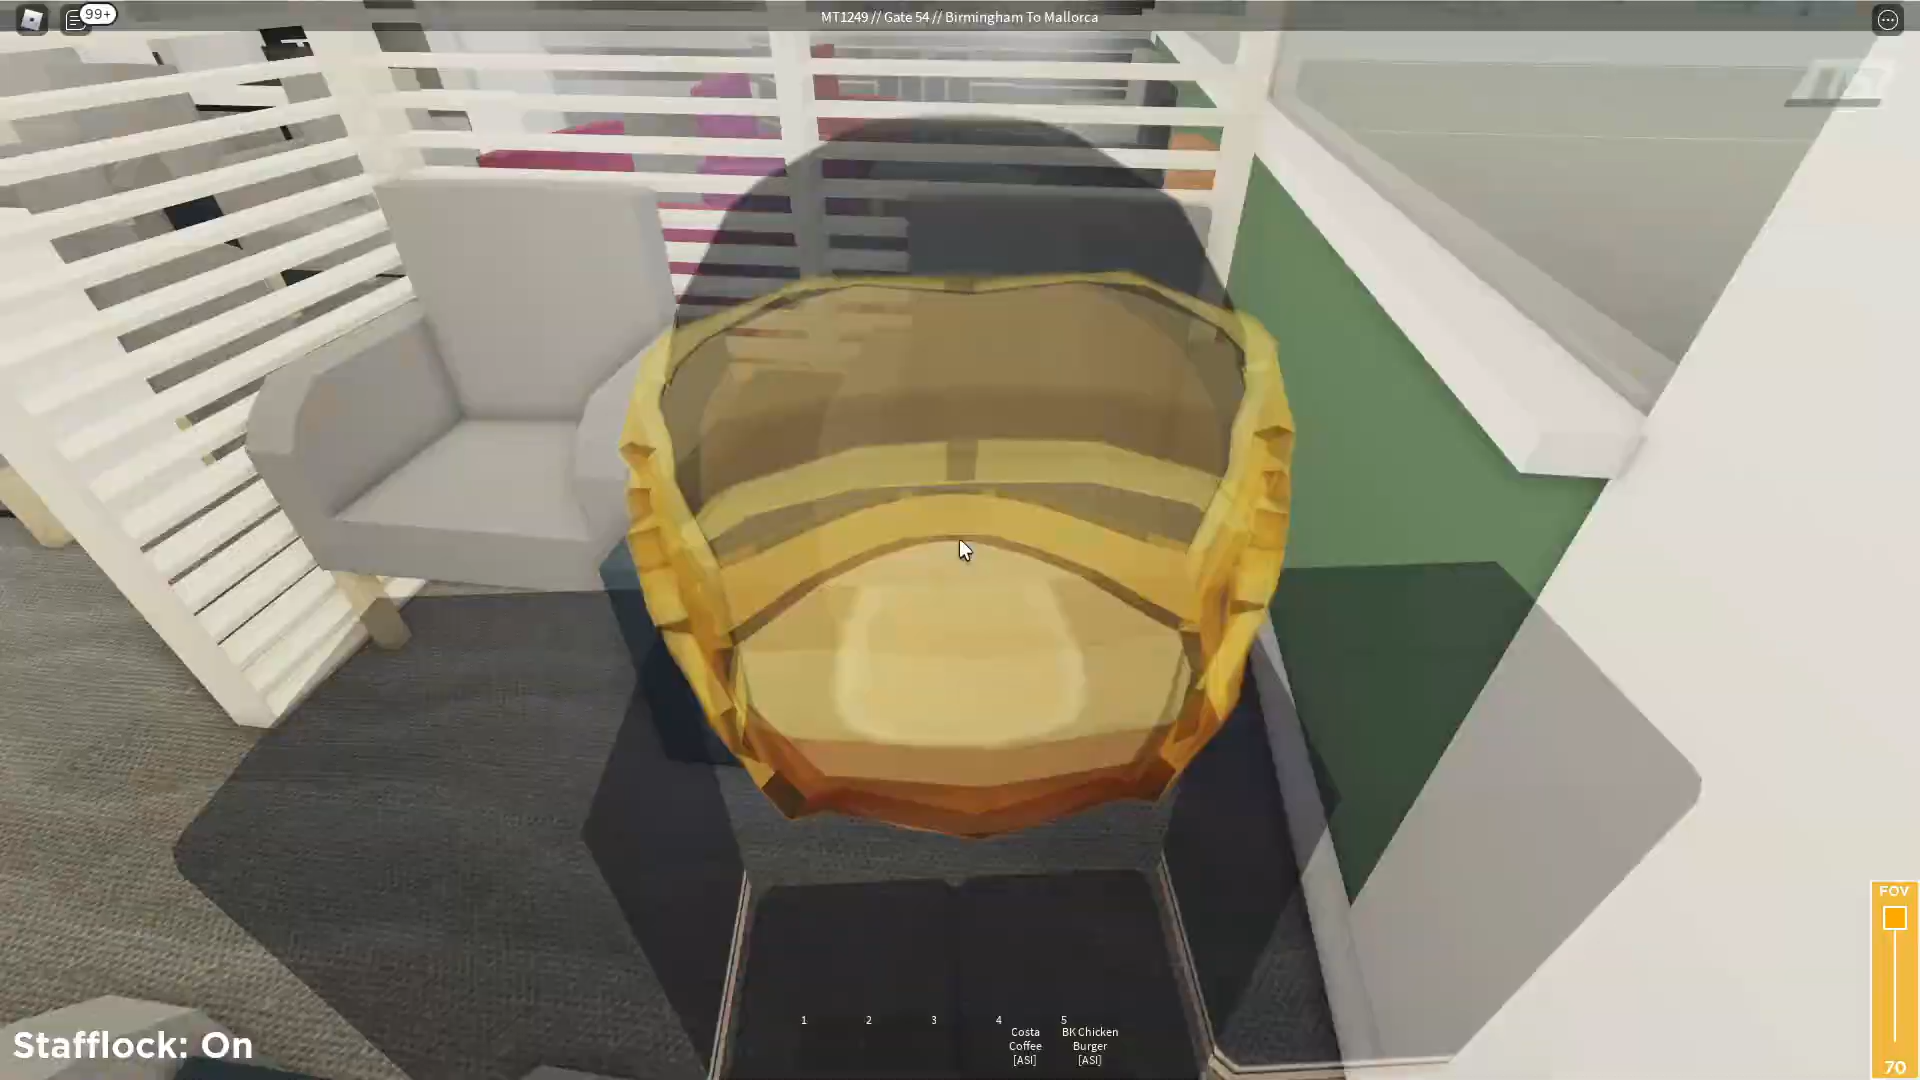 99+
MT1249 // Gate 54 // Birmingham To Mallorca
FOV
70
Stafflock: On
1 2 3 4 5
Costa
Coffee
[ASI]
BK Chicken
Burger
[ASI]